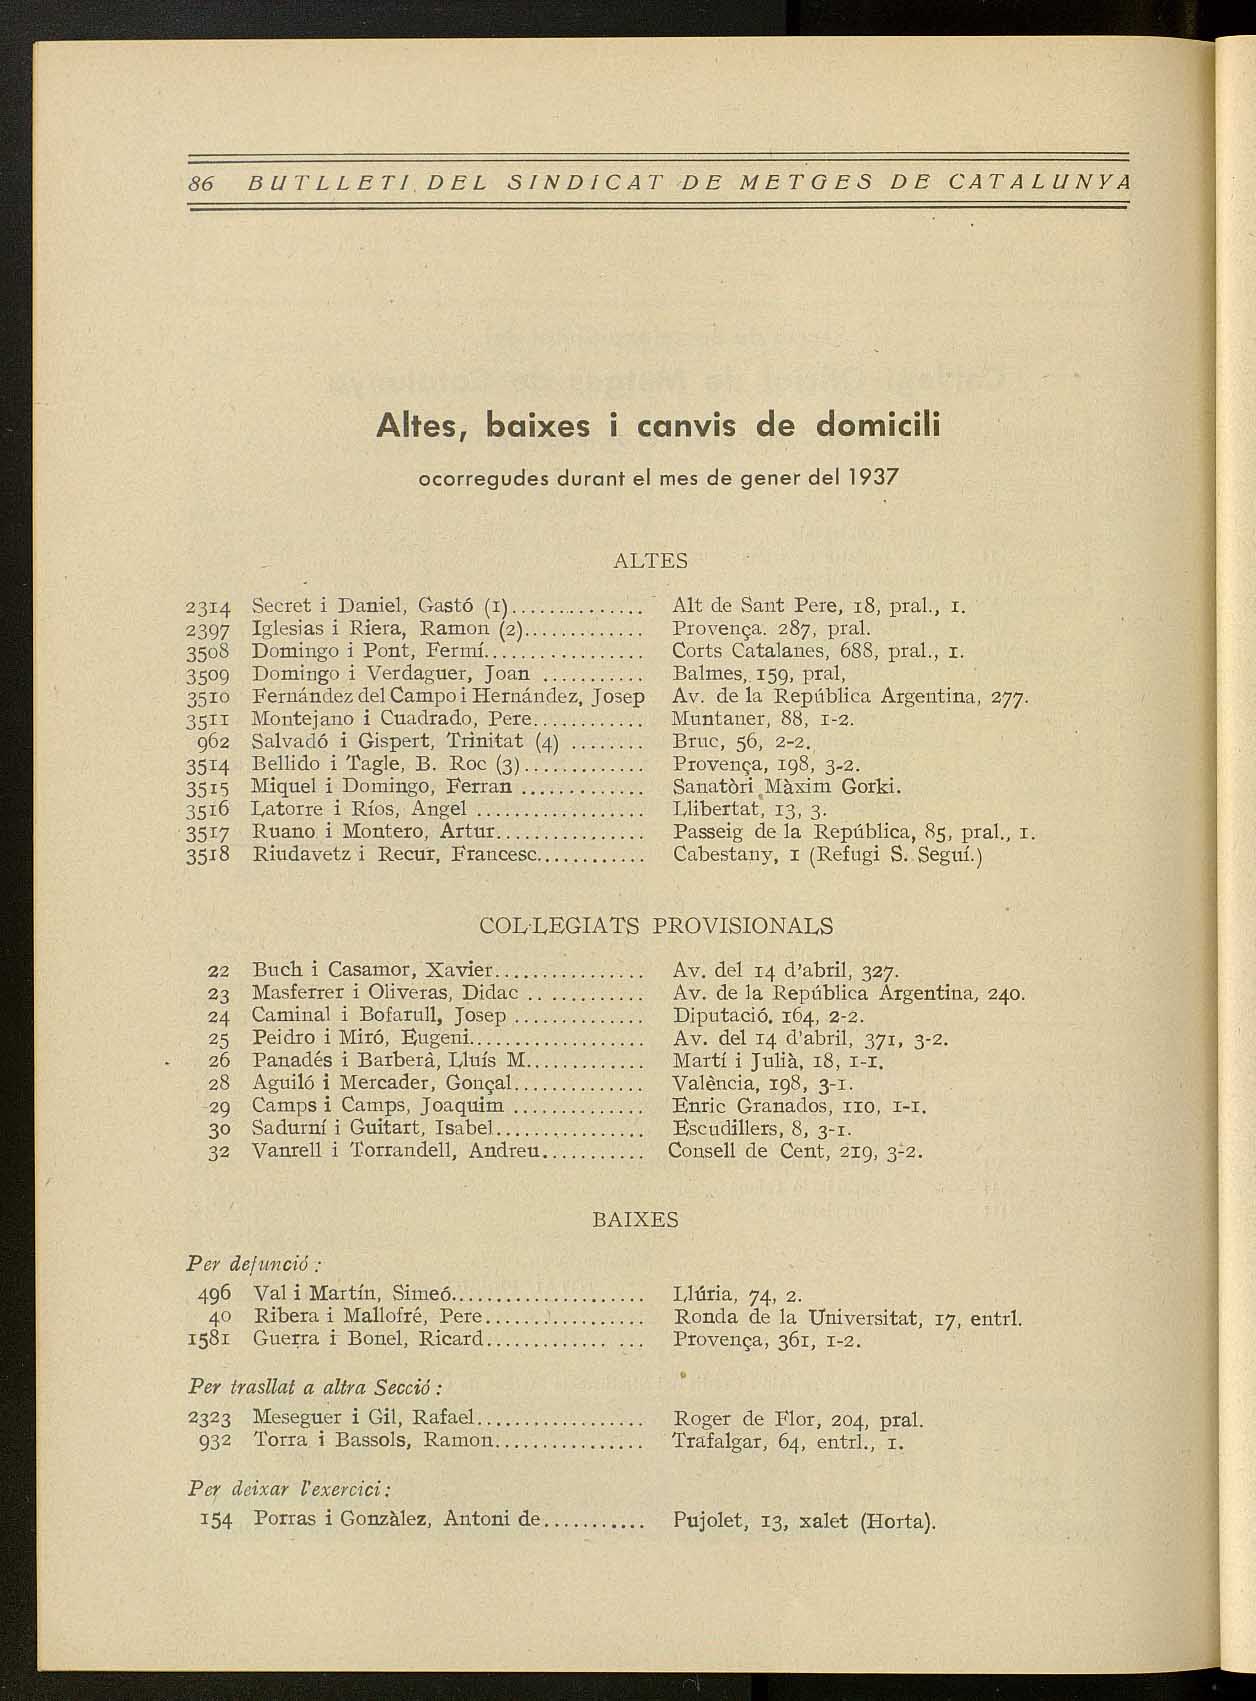 86 BUTLLETI DEL SINDICAT DE METGES DE CATALUNYA
Altes, baixes i canvis de domicili
ocorregudes durant el mes de gener del 1937
ALTES
2314 Secret i Daniel, Gastó (1)............... Alt de Sant Pere, 18, pral., 1.
2397 Iglesias i Riera, Ramon (2)............. Provença. 287, pral.
3508 Domingo i Pont, Fermí.................. Corts Catalanes, 688, pral., 1.
3509 Domingo i Verdaguer, Joan ........... Balmes, 159, pral,
3510 Fernández del Campo i Hernández, Josep Av. de la República Argentina, 277.
3511 Montejano i Cuadrado, Pere............ Muntaner, 88, 1-2.
962 Salvadó i Gispert, Trinitat (4) ........ Bruc, 56, 2-2.
3514 Bellido i Tagle, B. Roc (3)............. Provença, 198, 3-2.
3515 Miquel i Domingo, Ferran ............. Sanatòri Màxim Gorki.
3516 Latorre i Ríos, Angel .................. Llibertat, 13, 3.
3517 Ruano i Montero, Artur................ Passeig de la República, 85, pral., 1.
3518 Riudavetz i Recur, Francesc............ Cabestany, 1 (Refugi S. Seguí.)
COL·LEGIATS PROVISIONALS
22 Buch i Casamor, Xavier................ Av. del 14 d'abril, 327.
23 Masferrer i Oliveras, Didac ............. Av. de la República Argentina, 240.
24 Caminal i Bofarull, Josep .............. Diputació, 164, 2-2.
25 Peidro i Miró, Eugeni................... Av. del 14 d'abril, 371, 3-2.
26 Panadés i Barberà, Lluís M............. Martí i Julià, 18, 1-1.
28 Aguiló i Mercader, Gonçal.............. València, 198, 3-1.
29 Camps i Camps, Joaquim .............. Enric Granados, 110, 1-1.
30 Sadurní i Guitart, Isabel................ Escudillers, 8, 3-1.
32 Vanrell i Torrandell, Andreu........... Consell de Cent, 219, 3-2.
BAIXES
Per defunció :
496 Val i Martín, Simeó..................... Llúria, 74, 2.
40 Ribera i Mallofré, Pere................. Ronda de la Universitat, 17, entrl.
1581 Guerra i Bonel, Ricard................. Provença, 361, 1-2.
Per trasllat a altra Secció :
2323 Meseguer i Gil, Rafael.................. Roger de Flor, 204, pral.
932 Torra i Bassols, Ramon................ Trafalgar, 64, entrl., 1.
Per deixar l'exercici :
154 Porras i Gonzàlez, Antoni de........... Pujolet, 13, xalet (Horta).